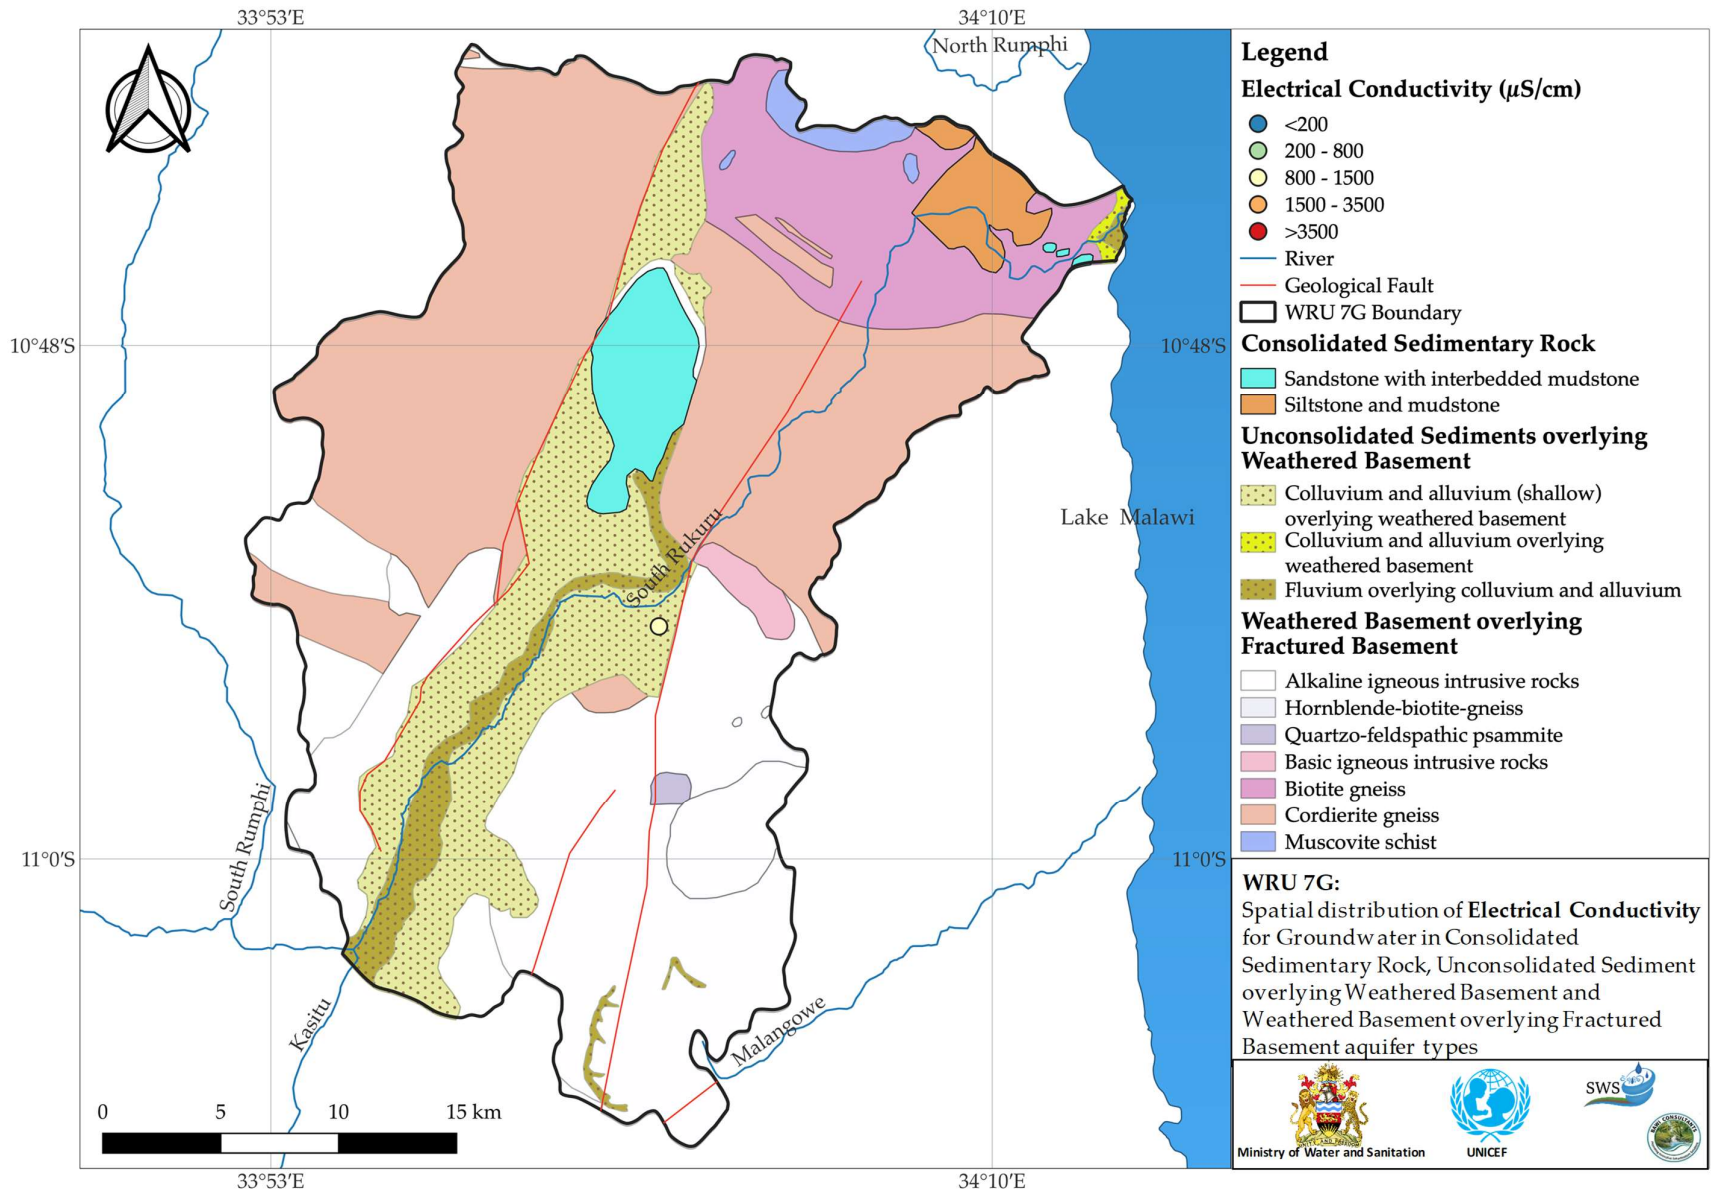 33°53′E
34°10′E
North Rumphi
10°48′S
10°48′S
Lake Malawi
South Rukuru
South Rumphi
11°0′S
11°0′S
Kasitu
Malangowe
0 5 10 15 km
33°53′E
34°10′E
Legend
Electrical Conductivity (µS/cm)
<200
200 - 800
800 - 1500
1500 - 3500
>3500
River
Geological Fault
WRU 7G Boundary
Consolidated Sedimentary Rock
Sandstone with interbedded mudstone
Siltstone and mudstone
Unconsolidated Sediments overlying
Weathered Basement
Colluvium and alluvium (shallow)
overlying weathered basement
Colluvium and alluvium overlying
weathered basement
Fluvium overlying colluvium and alluvium
Weathered Basement overlying
Fractured Basement
Alkaline igneous intrusive rocks
Hornblende-biotite-gneiss
Quartzo-feldspathic psammite
Basic igneous intrusive rocks
Biotite gneiss
Cordierite gneiss
Muscovite schist
WRU 7G:
Spatial distribution of Electrical Conductivity
for Groundwater in Consolidated
Sedimentary Rock, Unconsolidated Sediment
overlying Weathered Basement and
Weathered Basement overlying Fractured
Basement aquifer types
Ministry of Water and Sanitation
UNICEF
SWS